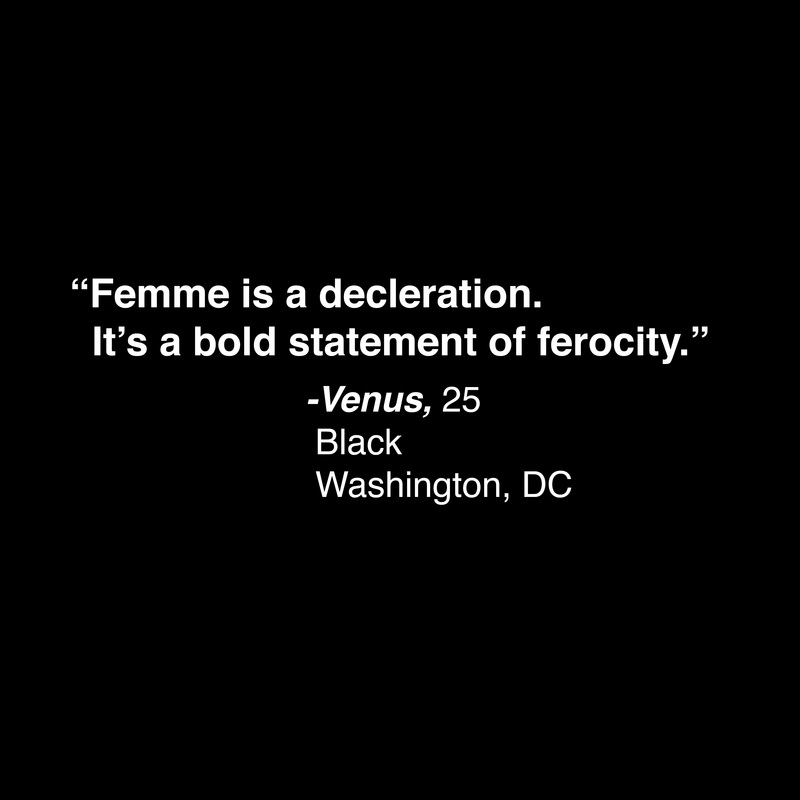 “Femme is a decleration.
It’s a bold statement of ferocity.”
-Venus, 25
Black
Washington, DC